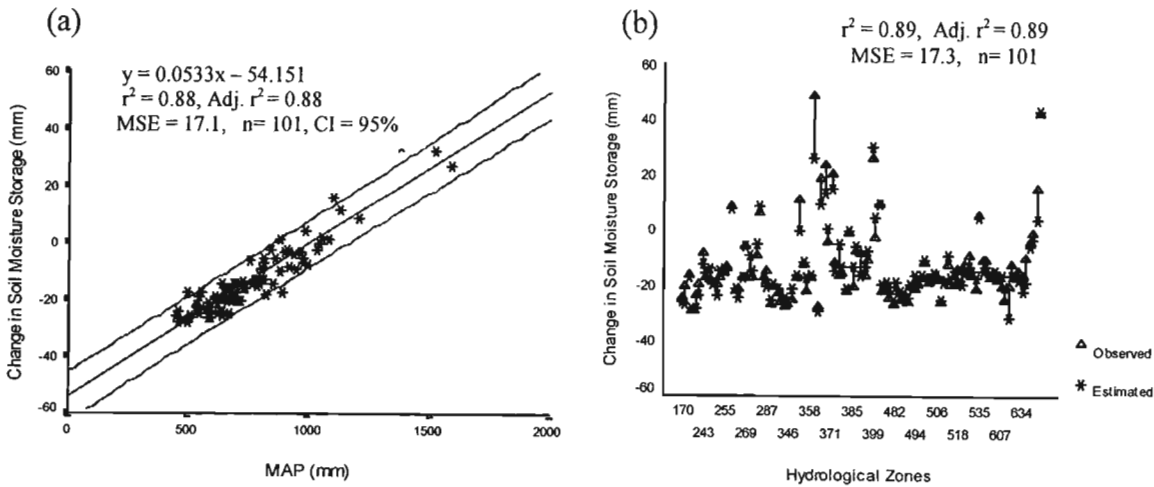 (a)
y = 0.0533x – 54.151
r² = 0.88, Adj. r² = 0.88
MSE = 17.1, n= 101, CI = 95%
Change in Soil Moisture Storage (mm)
60
40
20
0
-20
-40
-60
0 500 1000 1500 2000
MAP (mm)
(b)
r² = 0.89, Adj. r² = 0.89
MSE = 17.3, n= 101
Change in Soil Moisture Storage (mm)
60
40
20
0
-20
-40
-60
Observed
Estimated
170 255 287 358 385 482 506 535 634
243 269 346 371 399 494 518 607
Hydrological Zones